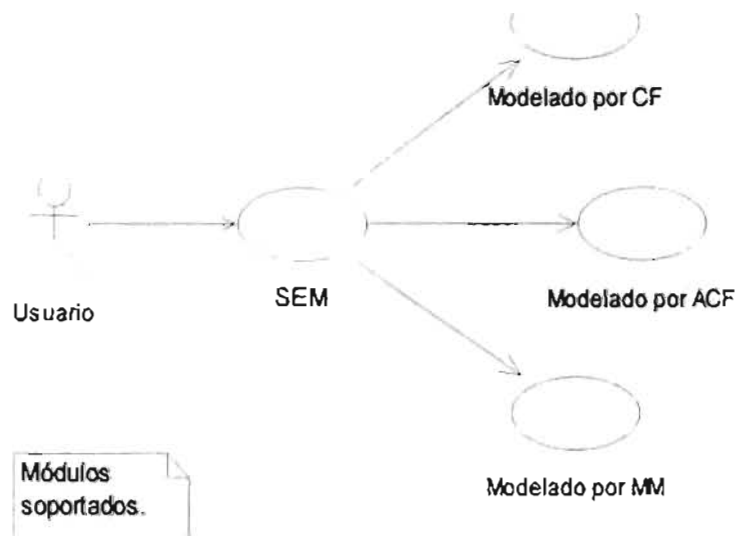 Modelado por CF
Usuario
SEM
Modelado por ACF
Módulos
soportados.
Modelado por MM